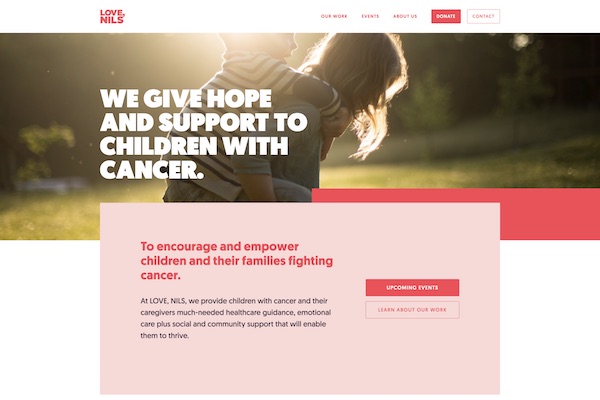 LOVE,
NILS
OUR WORK EVENTS ABOUT US DONATE CONTACT
WE GIVE HOPE
AND SUPPORT TO
CHILDREN WITH
CANCER.
To encourage and empower
children and their families fighting
cancer.
At LOVE, NILS, we provide children with cancer and their
caregivers much-needed healthcare guidance, emotional
care plus social and community support that will enable
them to thrive.
UPCOMING EVENTS
LEARN ABOUT OUR WORK